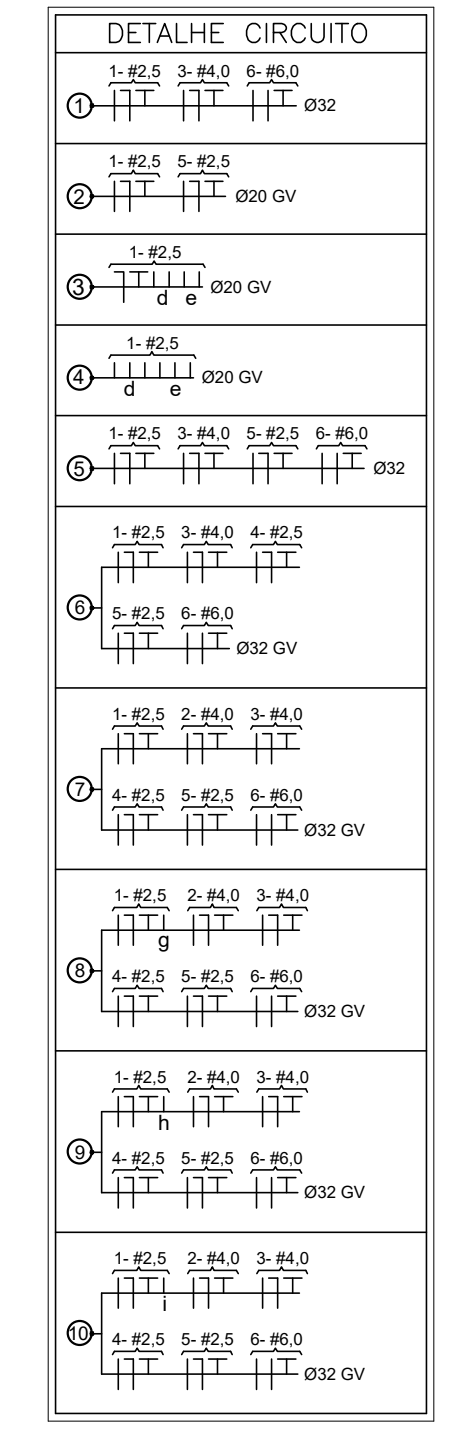 DETALHE CIRCUITO
1- #2,5 3- #4,0 6- #6,0
1 Ø32
1- #2,5 5- #2,5
2 Ø20 GV
1- #2,5
3 Ø20 GV
d e
1- #2,5
4 Ø20 GV
d e
1- #2,5 3- #4,0 5- #2,5 6- #6,0
5 Ø32
1- #2,5 3- #4,0 4- #2,5
6
5- #2,5 6- #6,0
Ø32 GV
1- #2,5 2- #4,0 3- #4,0
7
4- #2,5 5- #2,5 6- #6,0
Ø32 GV
1- #2,5 2- #4,0 3- #4,0
g
8
4- #2,5 5- #2,5 6- #6,0
Ø32 GV
1- #2,5 2- #4,0 3- #4,0
h
9
4- #2,5 5- #2,5 6- #6,0
Ø32 GV
1- #2,5 2- #4,0 3- #4,0
i
10
4- #2,5 5- #2,5 6- #6,0
Ø32 GV